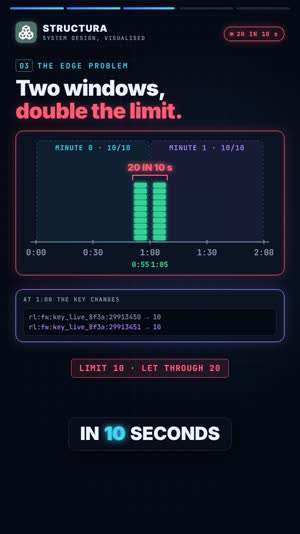 STRUCTURA
SYSTEM DESIGN, VISUALISED
20 IN 10 s
03 THE EDGE PROBLEM
Two windows,
double the limit.
MINUTE 0 · 10/10 MINUTE 1 · 10/10
20 IN 10 s
0:00 0:30 1:00 1:30 2:00
0:55 1:05
AT 1:00 THE KEY CHANGES
rl:fw:key_live_8f3a:29913450 → 10
rl:fw:key_live_8f3a:29913451 → 10
LIMIT 10 · LET THROUGH 20
IN 10 SECONDS